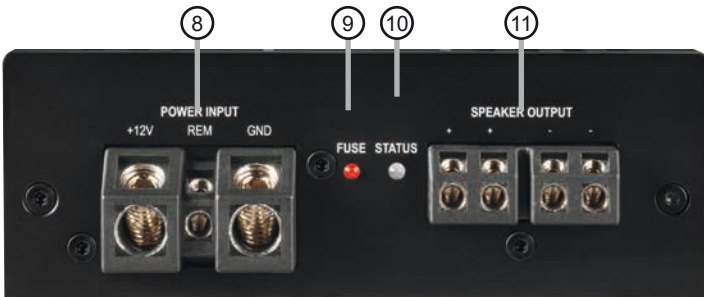 8 9 10 11
POWER INPUT
+12V REM GND
FUSE STATUS
SPEAKER OUTPUT
+ + - -